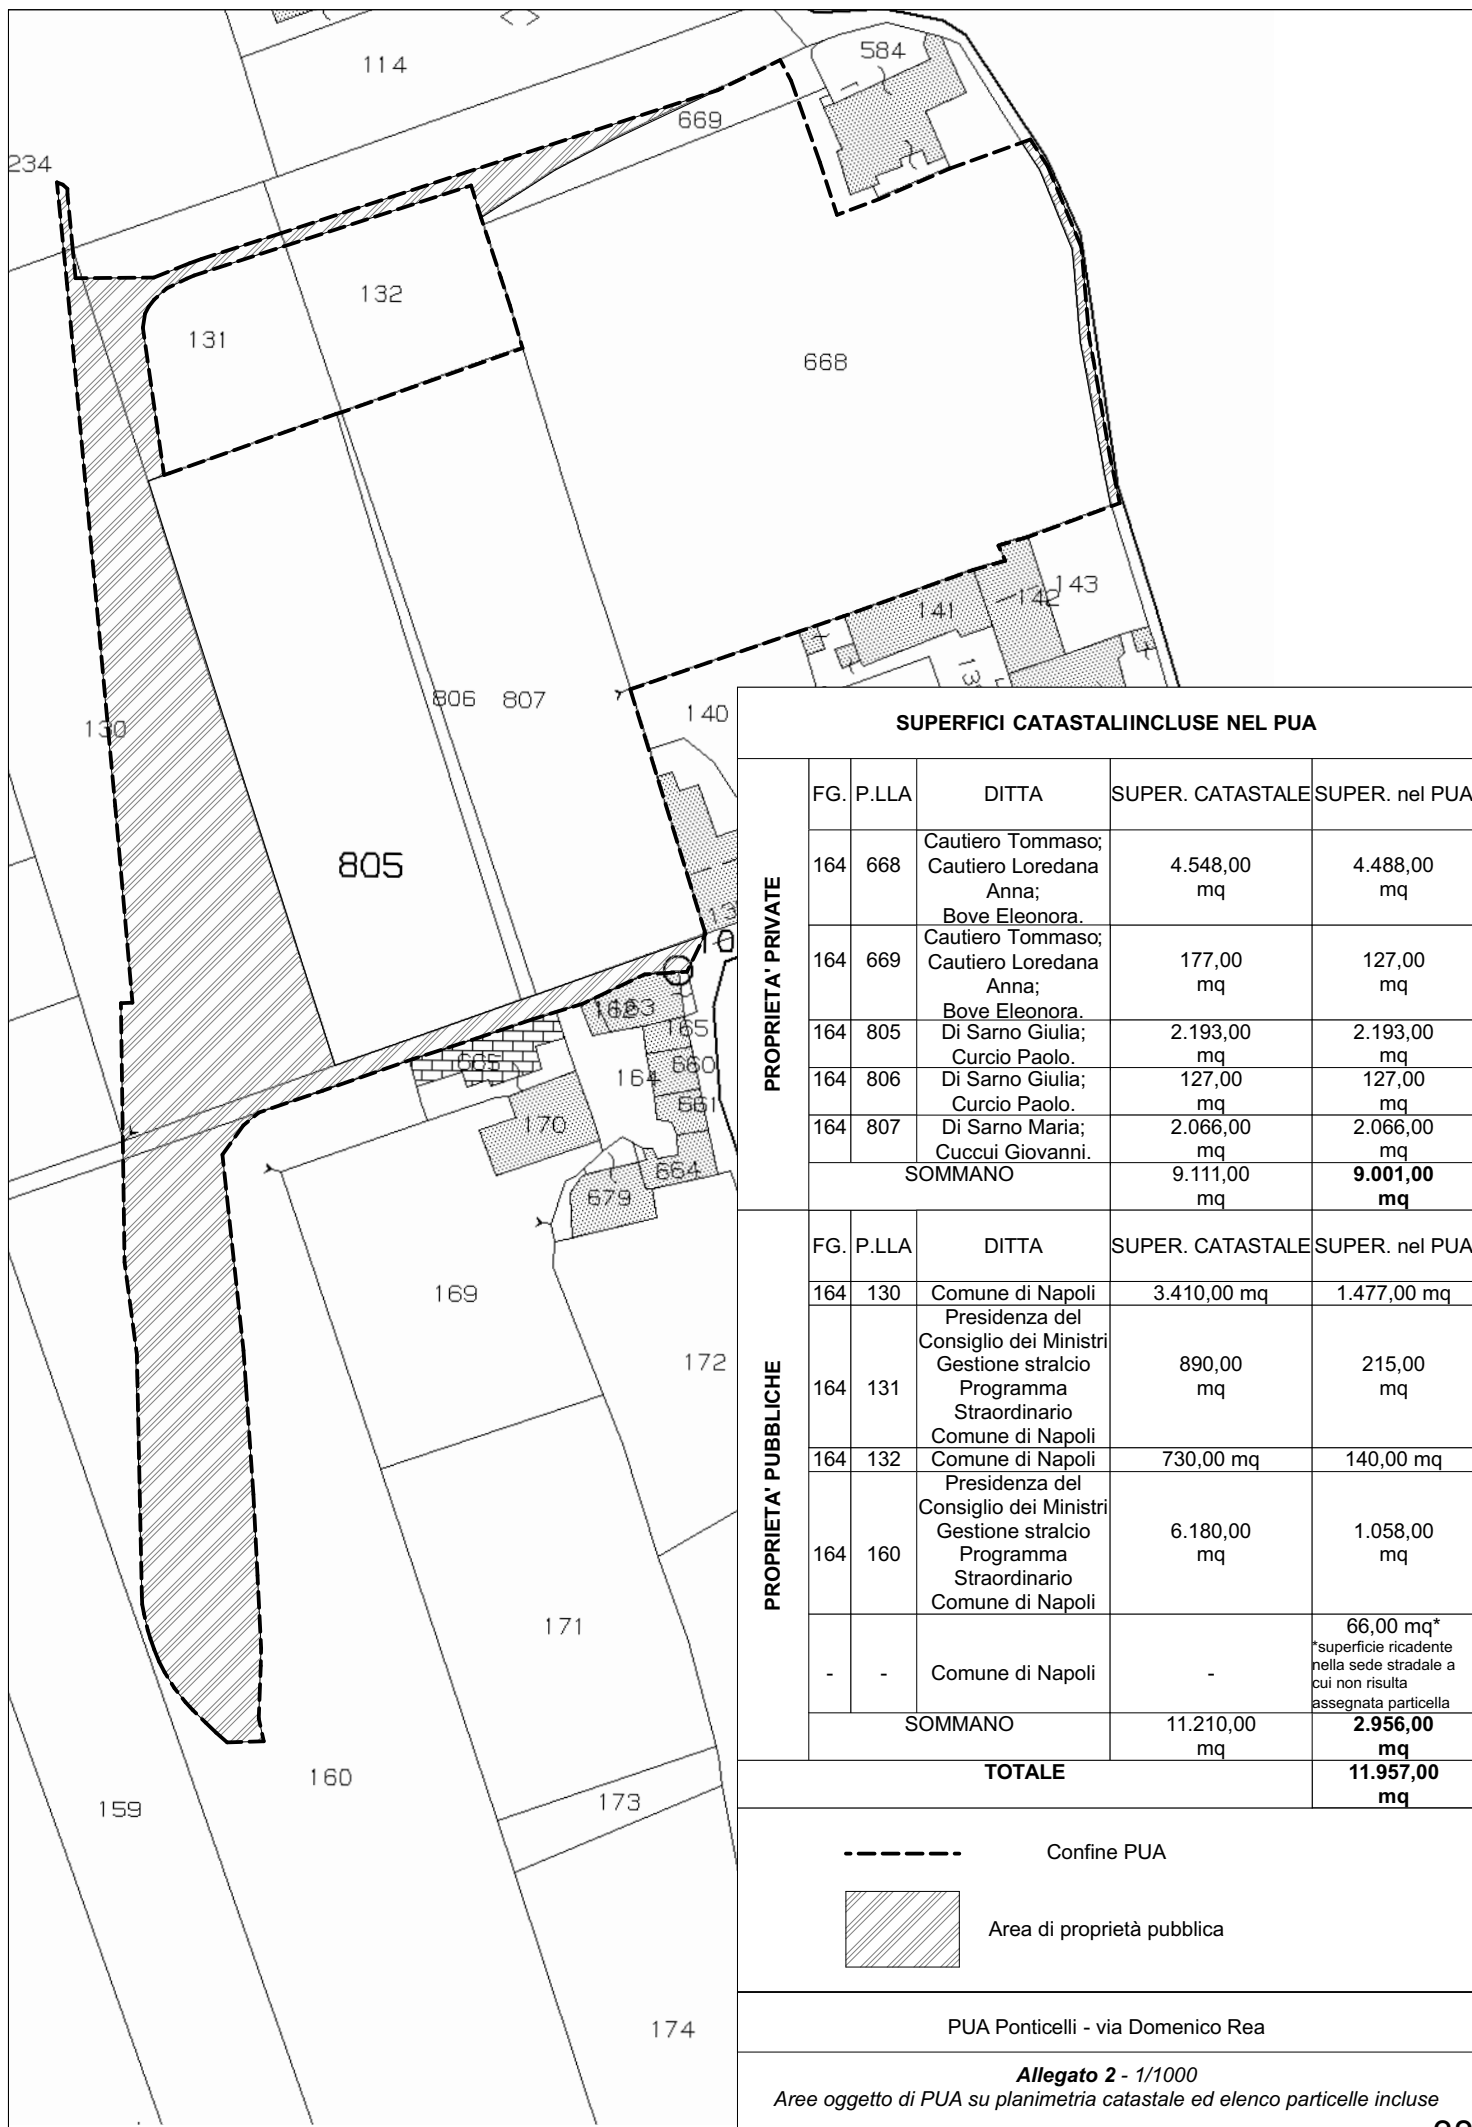 584
114
669
234
132
131
668
143
142
141
806
807
140
130
805
10
163
165
665
660
164
661
170
664
679
169
172
171
160
159
173
174
SUPERFICI CATASTALIINCLUSE NEL PUA
PROPRIETA' PRIVATE
FG. P.LLA DITTA SUPER. CATASTALE SUPER. nel PUA
Cautiero Tommaso;
164 668 Cautiero Loredana 4.548,00 4.488,00
Anna; mq mq
Bove Eleonora.
Cautiero Tommaso;
164 669 Cautiero Loredana 177,00 127,00
Anna; mq mq
Bove Eleonora.
164 805 Di Sarno Giulia; 2.193,00 2.193,00
Curcio Paolo. mq mq
164 806 Di Sarno Giulia; 127,00 127,00
Curcio Paolo. mq mq
164 807 Di Sarno Maria; 2.066,00 2.066,00
Cuccui Giovanni. mq mq
SOMMANO 9.111,00 9.001,00
mq mq
PROPRIETA' PUBBLICHE
FG. P.LLA DITTA SUPER. CATASTALE SUPER. nel PUA
164 130 Comune di Napoli 3.410,00 mq 1.477,00 mq
Presidenza del
Consiglio dei Ministri
Gestione stralcio 890,00 215,00
164 131 Programma mq mq
Straordinario
Comune di Napoli
164 132 Comune di Napoli 730,00 mq 140,00 mq
Presidenza del
Consiglio dei Ministri
Gestione stralcio 6.180,00 1.058,00
164 160 Programma mq mq
Straordinario
Comune di Napoli
66,00 mq*
*superficie ricadente
nella sede stradale a
- - Comune di Napoli -
cui non risulta
assegnata particella
SOMMANO 11.210,00 2.956,00
mq mq
TOTALE 11.957,00
mq
Confine PUA
Area di proprietà pubblica
PUA Ponticelli - via Domenico Rea
Allegato 2 - 1/1000
Aree oggetto di PUA su planimetria catastale ed elenco particelle incluse